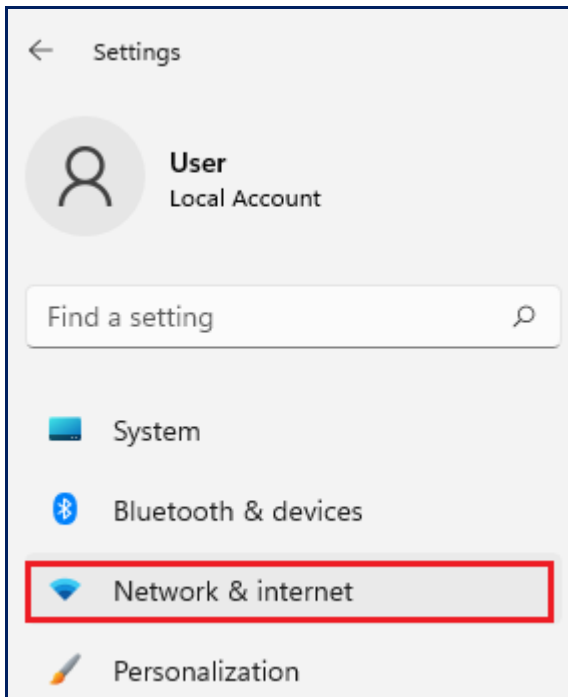 Settings
User
Local Account
Find a setting
System
Bluetooth & devices
Network & internet
Personalization